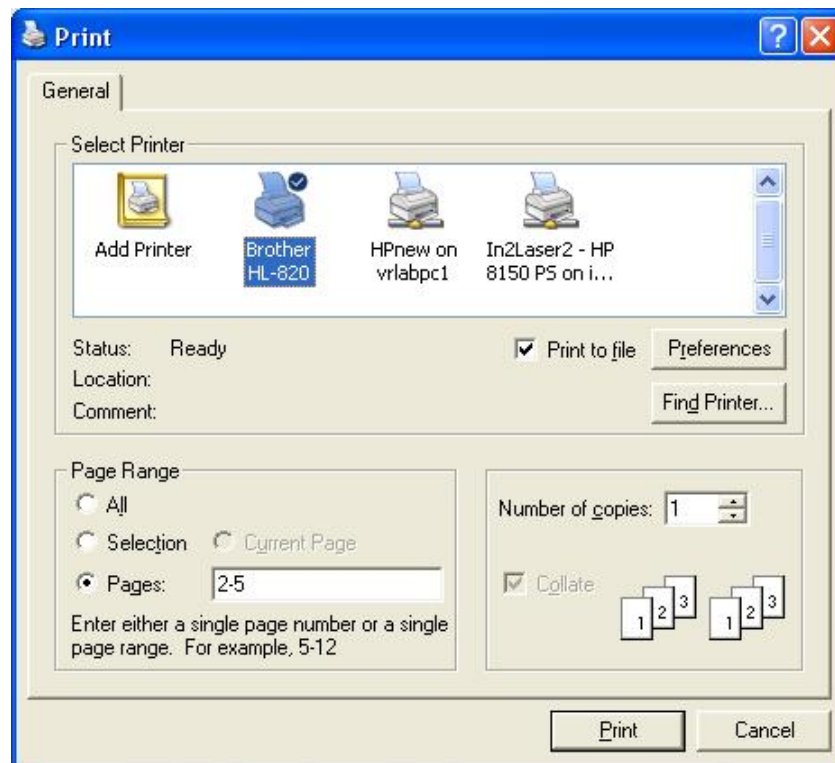 Print
General
Select Printer
Add Printer
Brother
HL-820
HPnew on
vrlabpc1
In2Laser2 - HP
8150 PS on i...
Status: Ready
Print to file
Preferences
Location:
Comment:
Find Printer...
Page Range
All
Selection
Current Page
Pages: 2-5
Enter either a single page number or a single
page range. For example, 5-12
Number of copies: 1
Collate
1 2 3 1 2 3
Print
Cancel